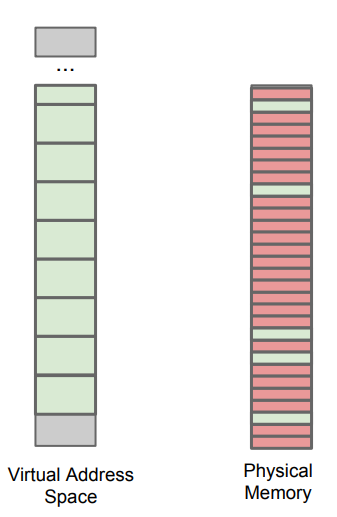 ...
Virtual Address
Space
Physical
Memory